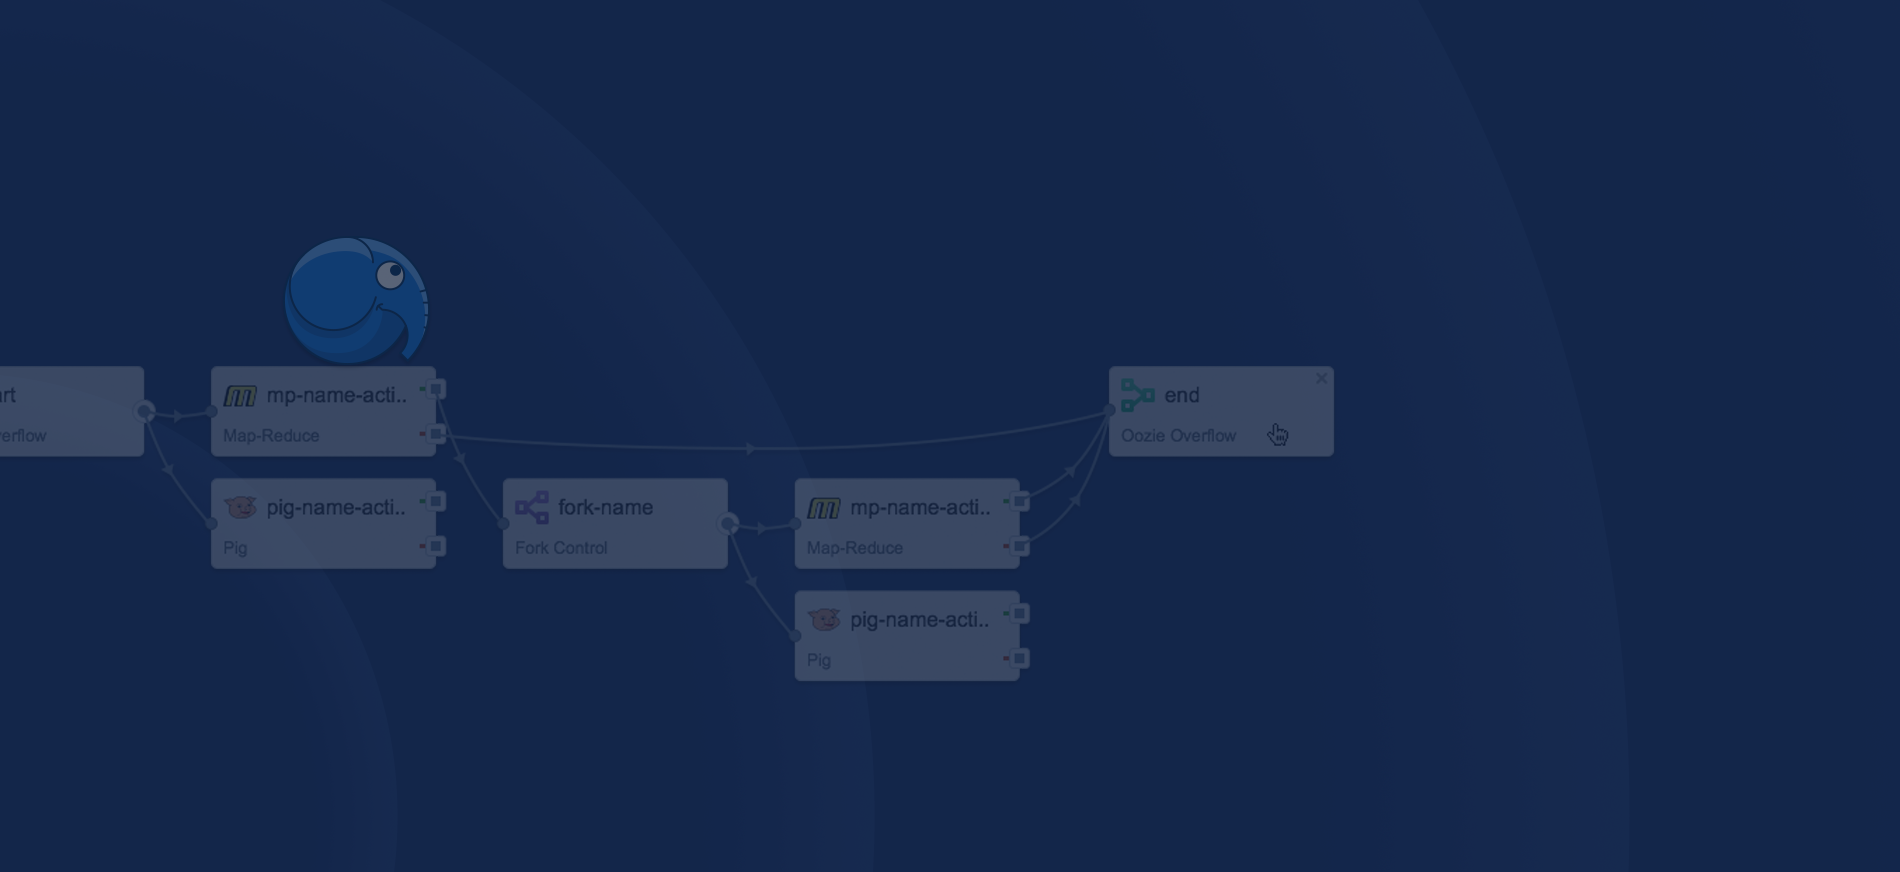 rt
erflow
mp-name-acti..
Map-Reduce
pig-name-acti..
Pig
fork-name
Fork Control
mp-name-acti..
Map-Reduce
pig-name-acti..
Pig
end
Oozie Overflow